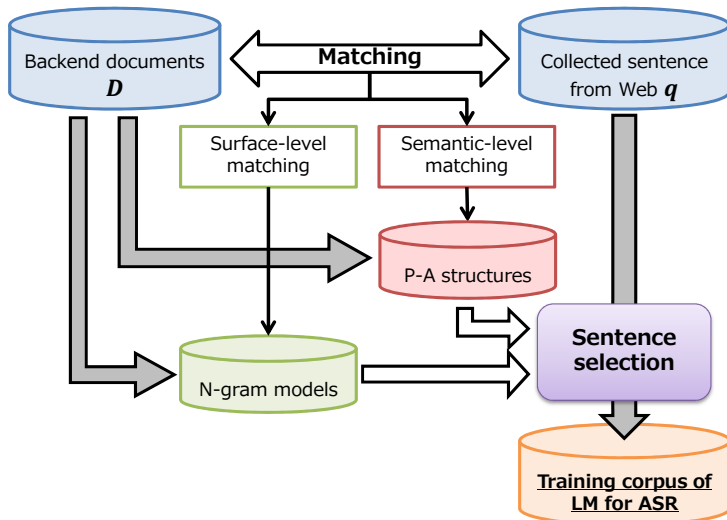 Backend documents
D
Matching
Collected sentence
from Web q
Surface-level
matching
Semantic-level
matching
P-A structures
Sentence
selection
N-gram models
Training corpus of
LM for ASR